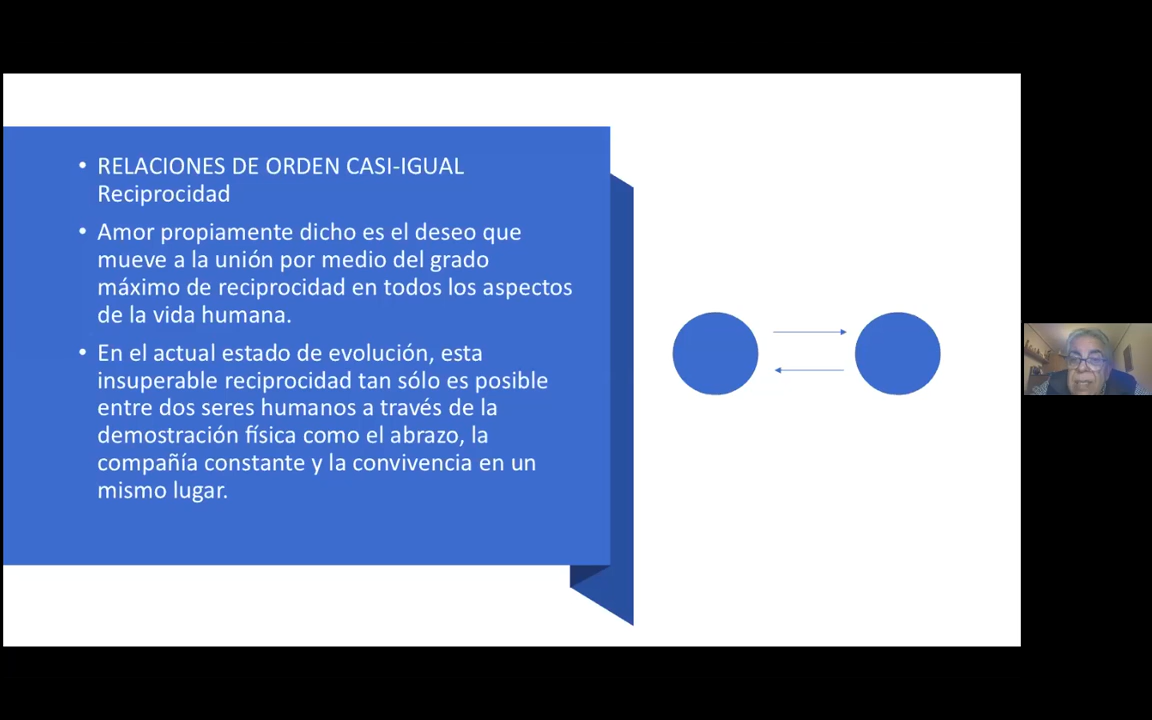 • RELACIONES DE ORDEN CASI-IGUAL
Reciprocidad
• Amor propiamente dicho es el deseo que
mueve a la unión por medio del grado
máximo de reciprocidad en todos los aspectos
de la vida humana.
• En el actual estado de evolución, esta
insuperable reciprocidad tan sólo es posible
entre dos seres humanos a través de la
demostración física como el abrazo, la
compañía constante y la convivencia en un
mismo lugar.